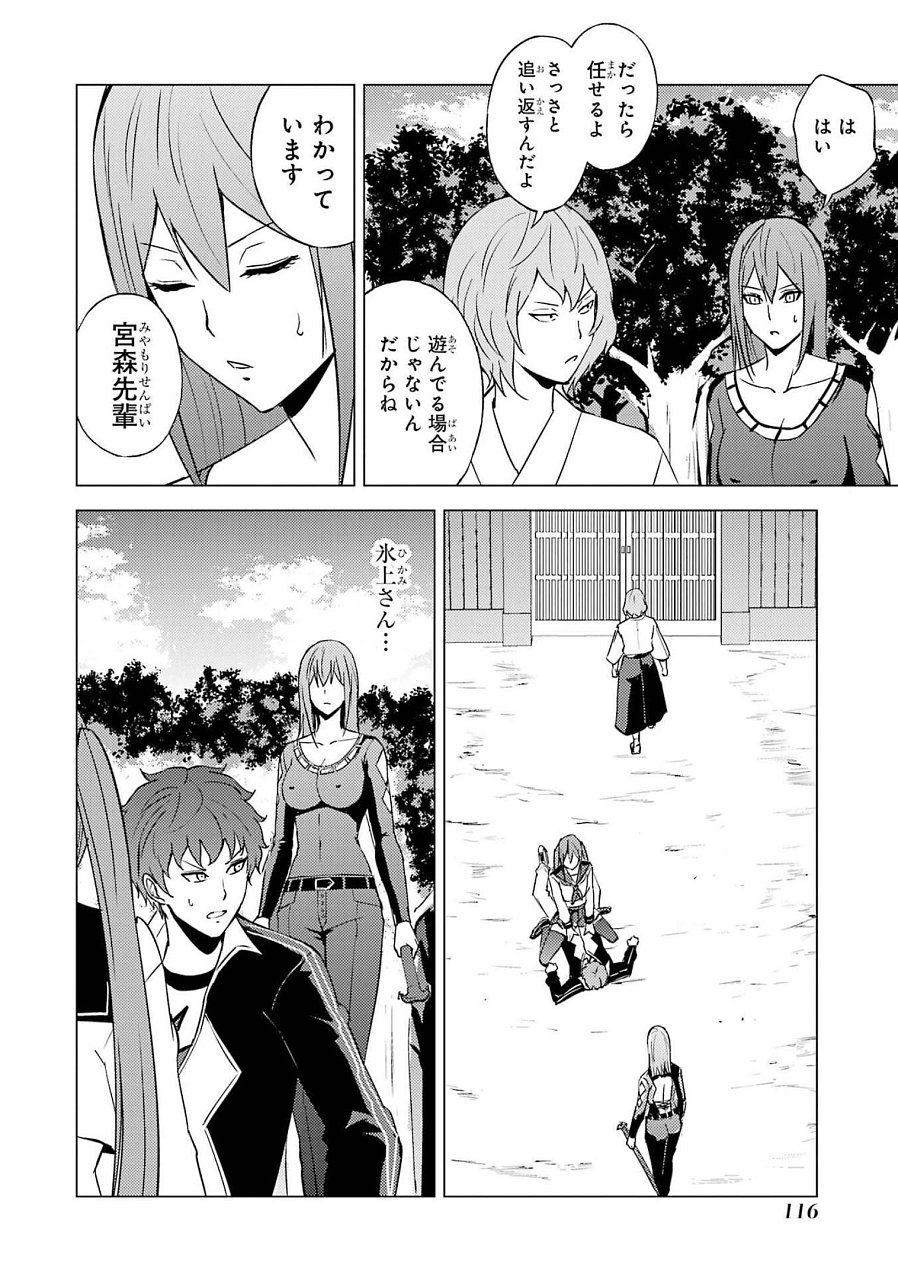 はは
はい
だったら
任せるよ
さっさと
追い返すんだよ
遊んでる場合
じゃないん
だからね
わかって
います
宮森先輩
氷上さん…
116